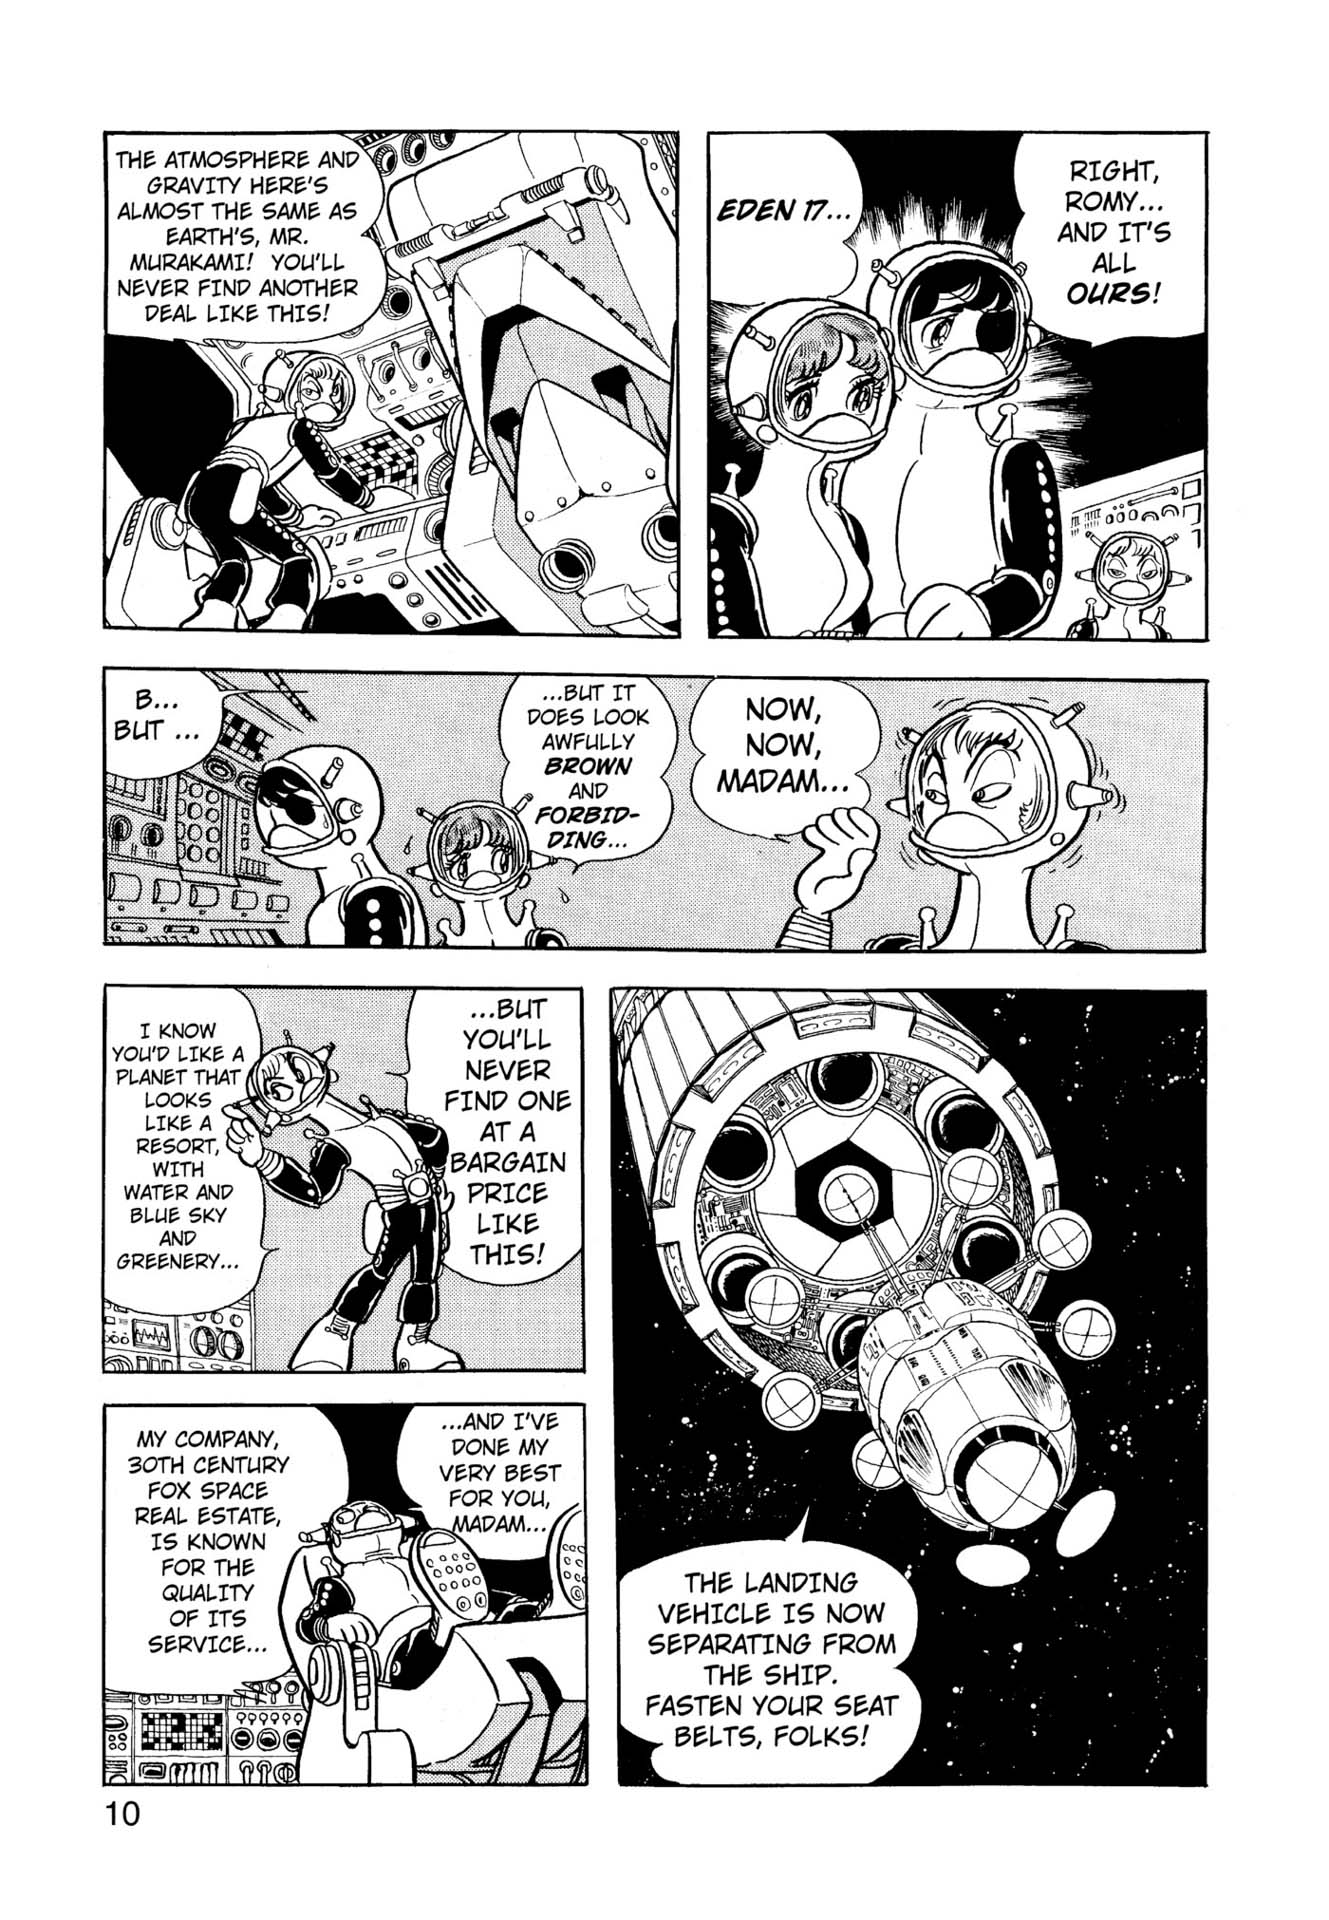 THE ATMOSPHERE AND
GRAVITY HERE'S
ALMOST THE SAME AS
EARTH'S, MR.
MURAKAMI! YOU'LL
NEVER FIND ANOTHER
DEAL LIKE THIS!
EDEN 17...
RIGHT,
ROMY...
AND IT'S
ALL
OURS!
B...
BUT ...
...BUT IT
DOES LOOK
AWFULLY
BROWN
AND
FORBID-
DING...
NOW,
NOW,
MADAM...
I KNOW
YOU'D LIKE A
PLANET THAT
LOOKS
LIKE A
RESORT,
WITH
WATER AND
BLUE SKY
AND
GREENERY...
...BUT
YOU'LL
NEVER
FIND ONE
AT A
BARGAIN
PRICE
LIKE
THIS!
MY COMPANY,
30TH CENTURY
FOX SPACE
REAL ESTATE,
IS KNOWN
FOR THE
QUALITY
OF ITS
SERVICE...
...AND I'VE
DONE MY
VERY BEST
FOR YOU,
MADAM...
THE LANDING
VEHICLE IS NOW
SEPARATING FROM
THE SHIP.
FASTEN YOUR SEAT
BELTS, FOLKS!
10